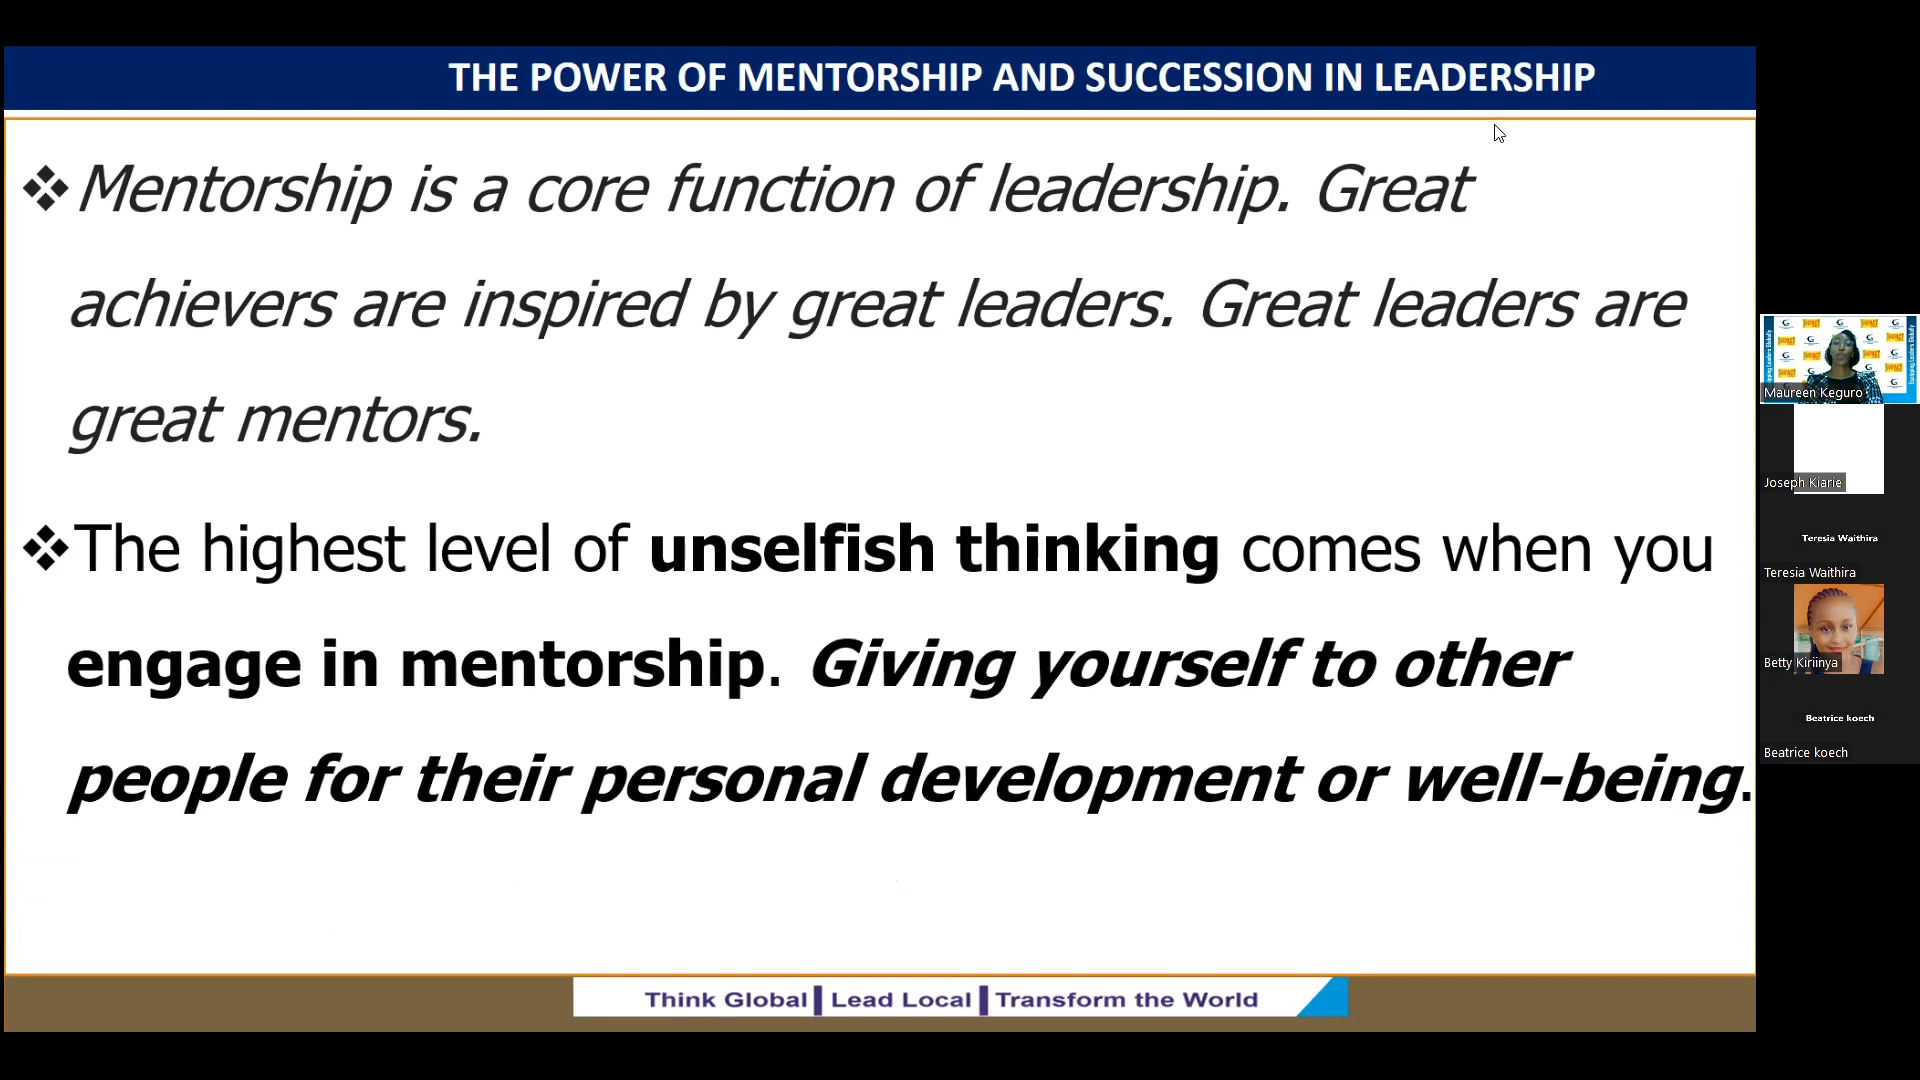 THE POWER OF MENTORSHIP AND SUCCESSION IN LEADERSHIP
❖Mentorship is a core function of leadership. Great
achievers are inspired by great leaders. Great leaders are
great mentors.
❖The highest level of unselfish thinking comes when you
engage in mentorship. Giving yourself to other
people for their personal development or well-being.
Think Global | Lead Local | Transform the World
Maureen Keguro
Joseph Kiarie
Teresia Waithira
Teresia Waithira
Betty Kiriinya
Beatrice koech
Beatrice koech